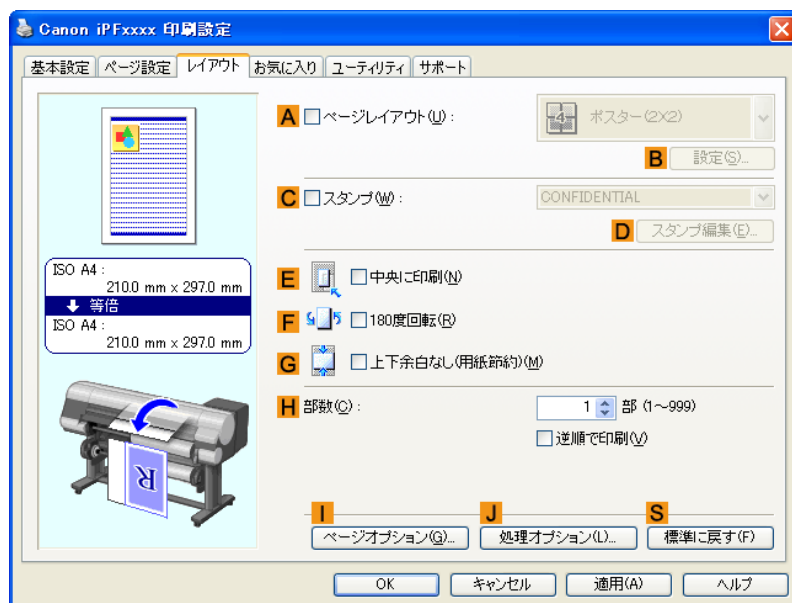 Canon iPFxxxx 印刷設定
基本設定 ページ設定 レイアウト お気に入り ユーティリティ サポート
A ページレイアウト(U) : 4 ポスター(2X2)
B 設定(S)...
C スタンプ(W): CONFIDENTIAL
D スタンプ編集(E)...
ISO A4 :
210.0 mm x 297.0 mm
等倍
ISO A4 :
210.0 mm x 297.0 mm
E 中央に印刷(N)
F 180度回転(R)
G 上下余白なし(用紙節約)(M)
H 部数(C) : 1 部 (1～999)
逆順で印刷(V)
R
I J S
ページオプション(G)... 処理オプション(L)... 標準に戻す(F)
OK キャンセル 適用(A) ヘルプ